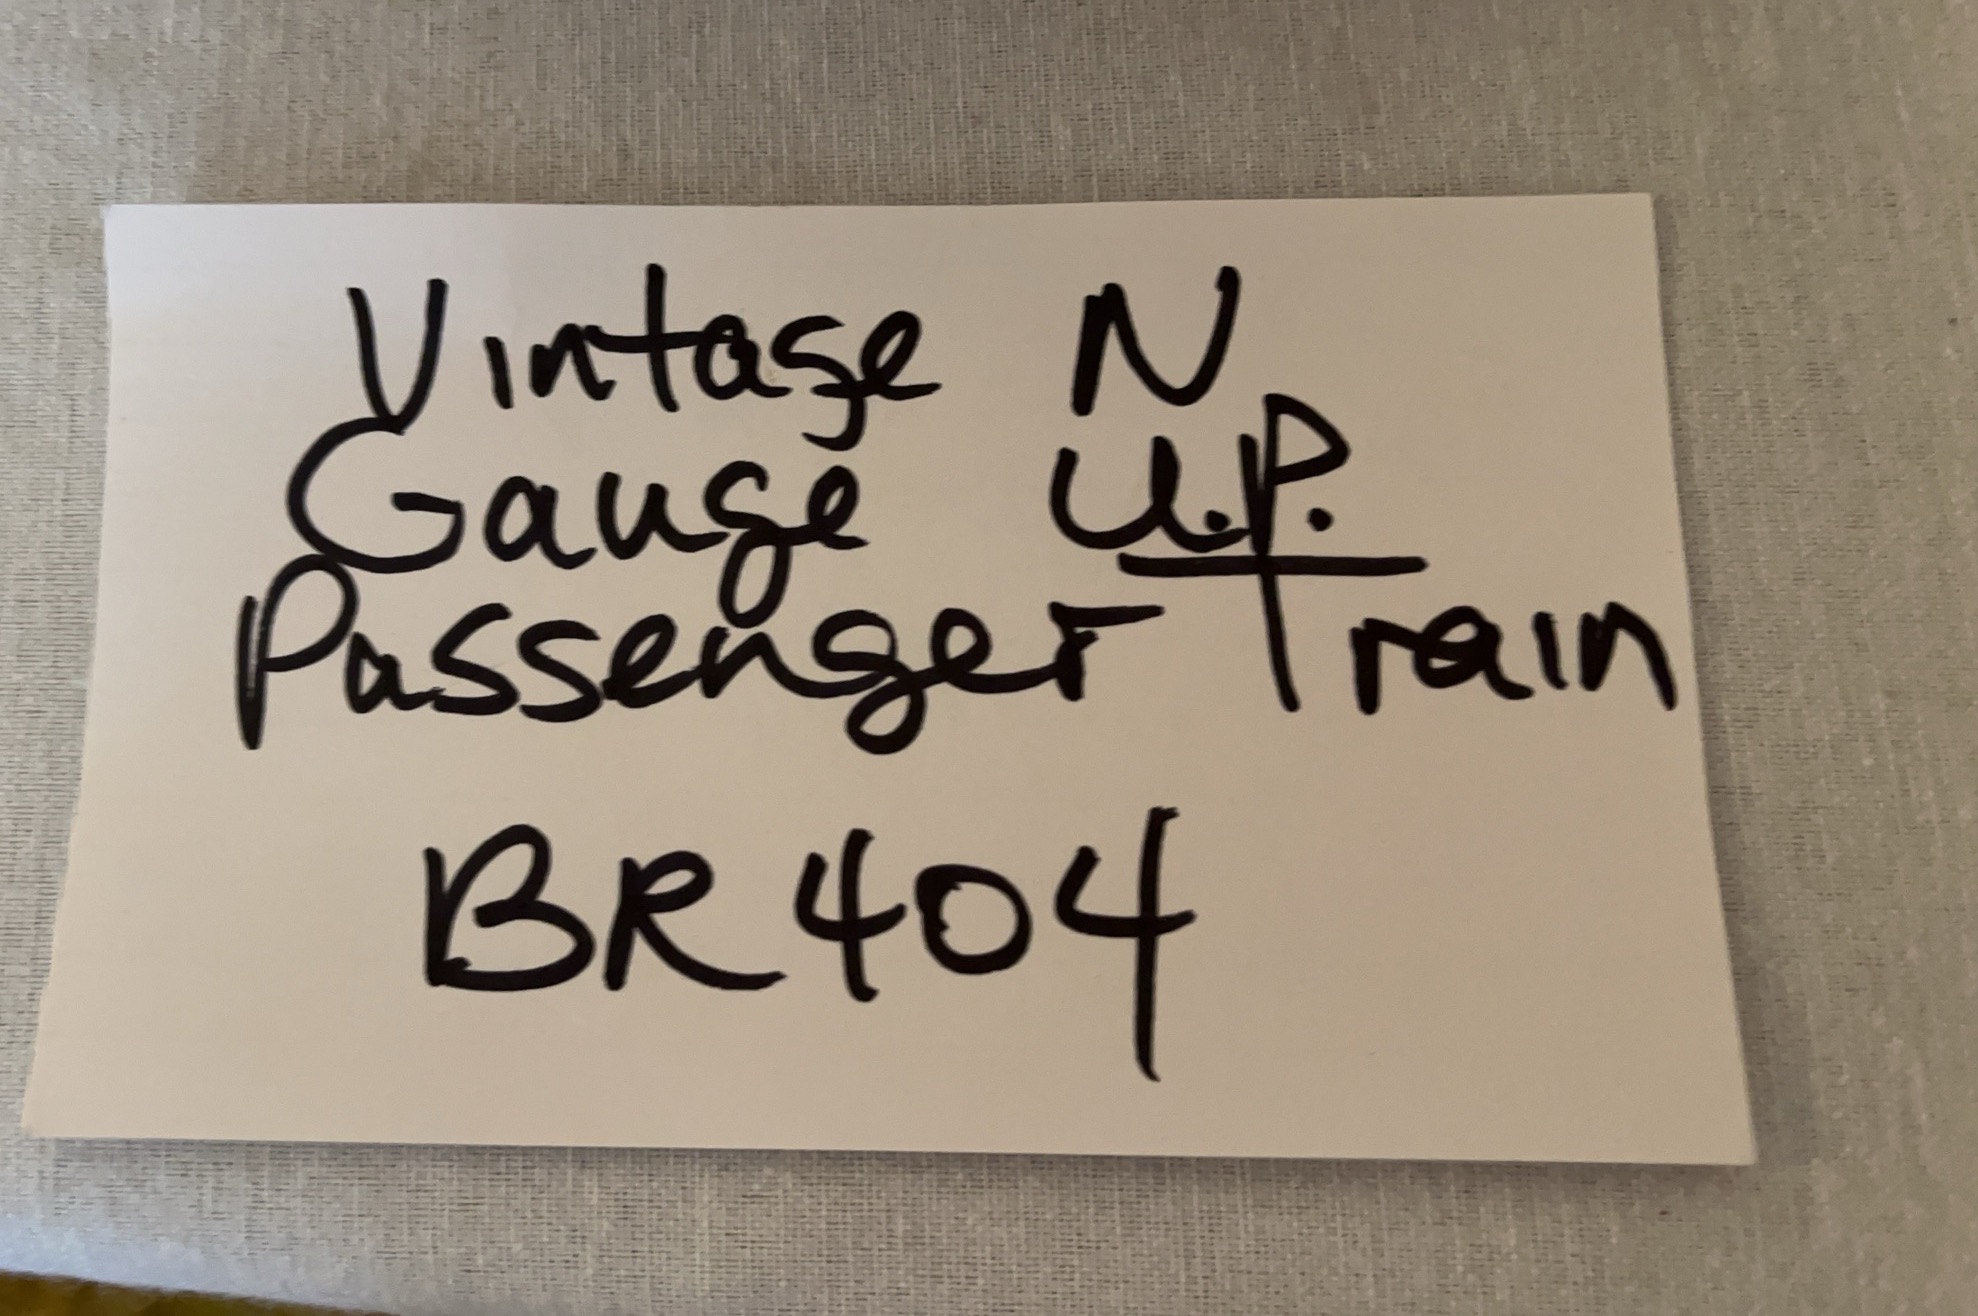 Vintage N
Gauge U.P.
Passenger Train
BR404